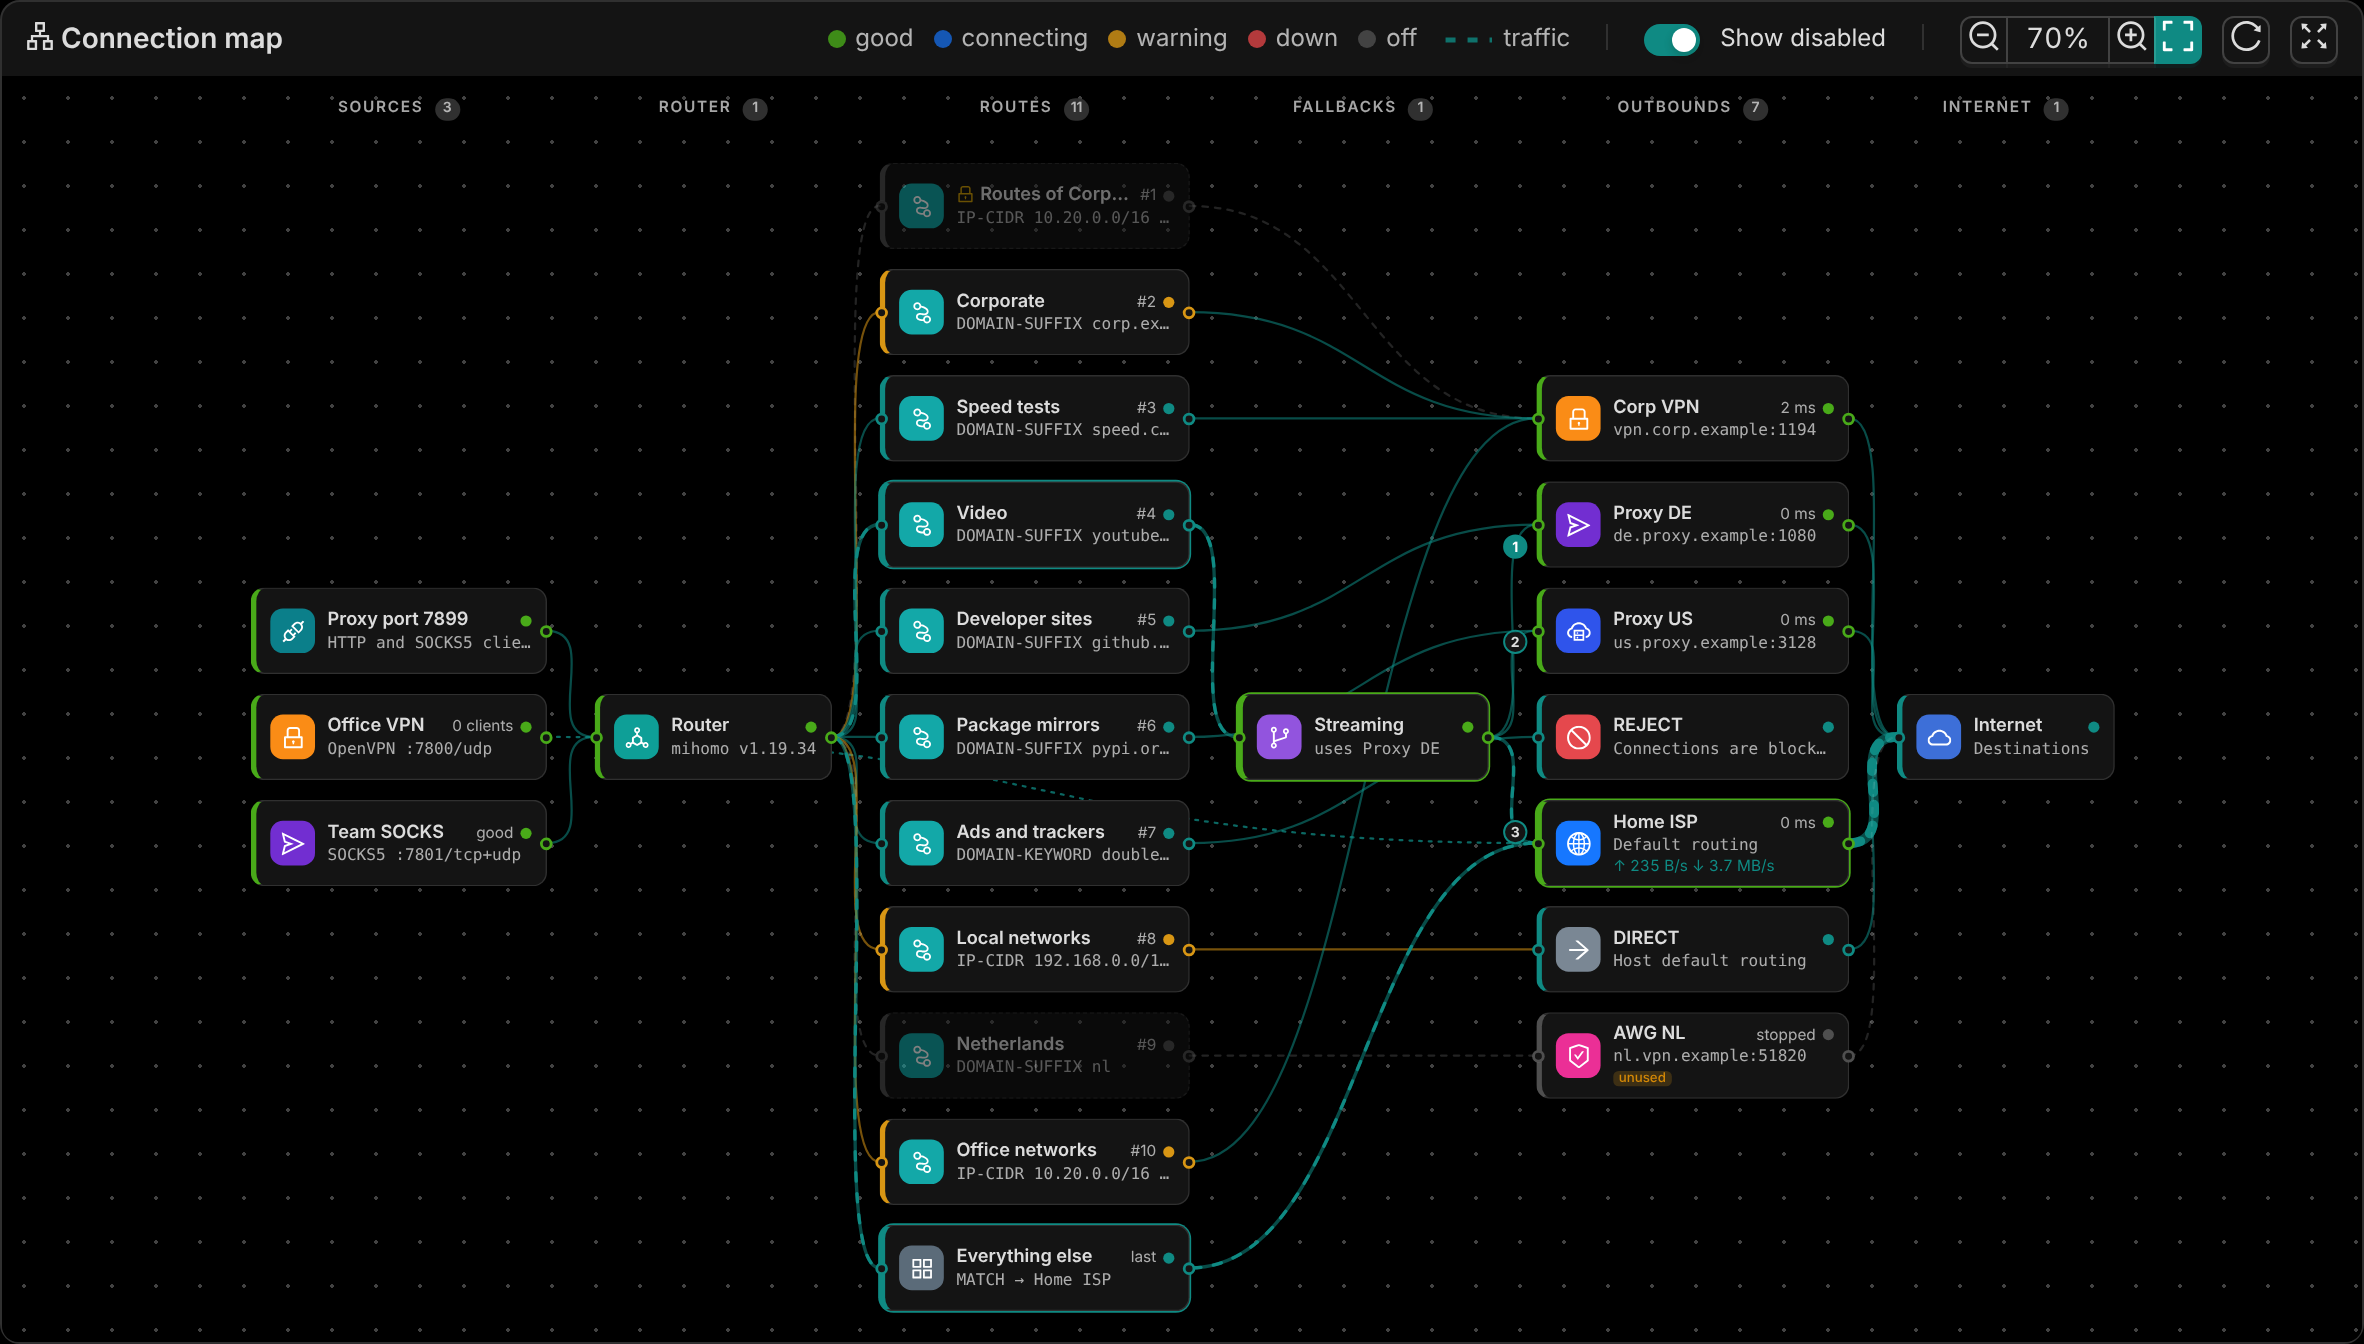 Connection map
good
connecting
warning
down
off
traffic
Show disabled
70%
SOURCES 3
ROUTER 1
ROUTES 11
FALLBACKS 1
OUTBOUNDS 7
INTERNET 1
Proxy port 7899
HTTP and SOCKS5 clie…
Office VPN 0 clients
OpenVPN :7800/udp
Team SOCKS good
SOCKS5 :7801/tcp+udp
Router
mihomo v1.19.34
Routes of Corp… #1
IP-CIDR 10.20.0.0/16 …
Corporate #2
DOMAIN-SUFFIX corp.ex…
Speed tests #3
DOMAIN-SUFFIX speed.c…
Video #4
DOMAIN-SUFFIX youtube…
Developer sites #5
DOMAIN-SUFFIX github.…
Package mirrors #6
DOMAIN-SUFFIX pypi.or…
Ads and trackers #7
DOMAIN-KEYWORD double…
Local networks #8
IP-CIDR 192.168.0.0/1…
Netherlands #9
DOMAIN-SUFFIX nl
Office networks #10
IP-CIDR 10.20.0.0/16 …
Everything else last
MATCH → Home ISP
Streaming
uses Proxy DE
1
2
3
Corp VPN 2 ms
vpn.corp.example:1194
Proxy DE 0 ms
de.proxy.example:1080
Proxy US 0 ms
us.proxy.example:3128
REJECT
Connections are block…
Home ISP 0 ms
Default routing
↑ 235 B/s ↓ 3.7 MB/s
DIRECT
Host default routing
AWG NL stopped
nl.vpn.example:51820
unused
Internet
Destinations